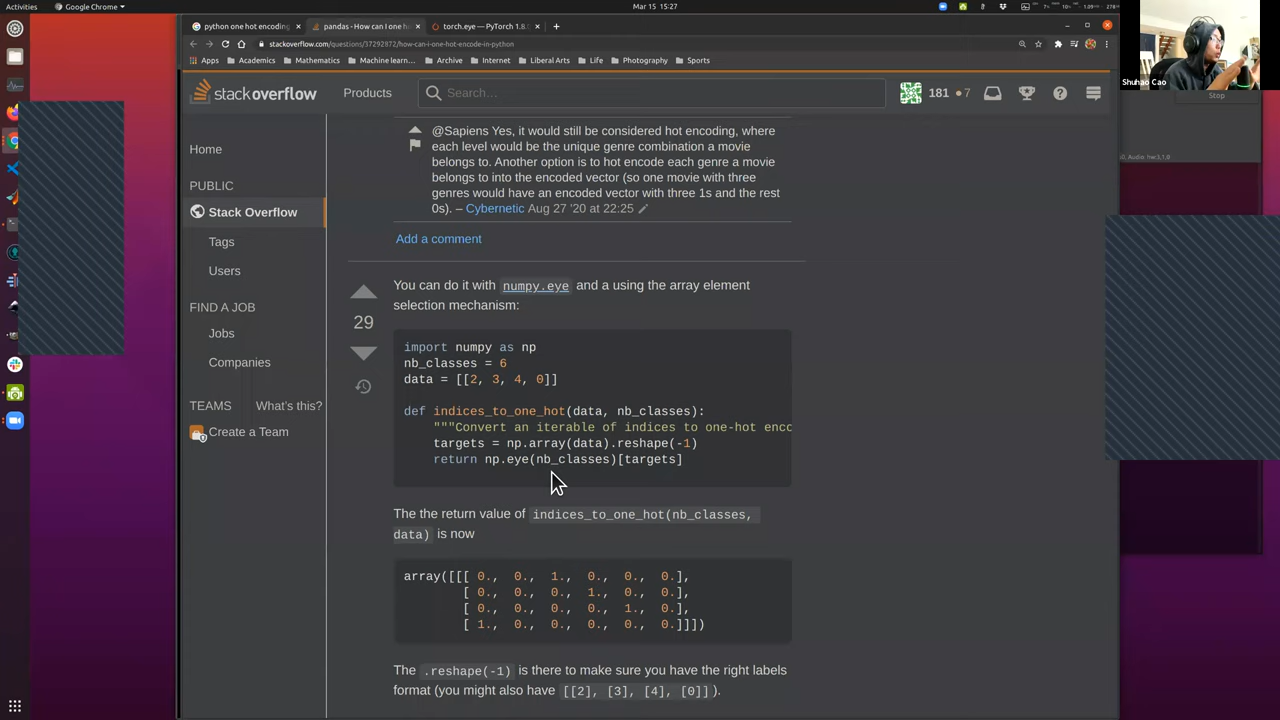 Activities
Google Chrome
Mar 15 15:27
python one hot encoding
pandas - How can I one h
torch.eye — PyTorch 1.8.
stackoverflow.com/questions/37292872/how-can-i-one-hot-encode-in-python
Apps
Academics
Mathematics
Machine learn...
Archive
Internet
Liberal Arts
Life
Photography
Sports
stackoverflow
Products
Search...
181
7
Shuhao Cao
Stop
Home
PUBLIC
Stack Overflow
Tags
Users
FIND A JOB
Jobs
Companies
TEAMS
What's this?
Create a Team
@Sapiens Yes, it would still be considered hot encoding, where
each level would be the unique genre combination a movie
belongs to. Another option is to hot encode each genre a movie
belongs to into the encoded vector (so one movie with three
genres would have an encoded vector with three 1s and the rest
0s). – Cybernetic Aug 27 '20 at 22:25
Add a comment
You can do it with numpy.eye and a using the array element
selection mechanism:
29
import numpy as np
nb_classes = 6
data = [[2, 3, 4, 0]]
def indices_to_one_hot(data, nb_classes):
"""Convert an iterable of indices to one-hot enco
targets = np.array(data).reshape(-1)
return np.eye(nb_classes)[targets]
The the return value of indices_to_one_hot(nb_classes,
data) is now
array([[[ 0., 0., 1., 0., 0., 0.],
[ 0., 0., 0., 1., 0., 0.],
[ 0., 0., 0., 0., 1., 0.],
[ 1., 0., 0., 0., 0., 0.]]])
The .reshape(-1) is there to make sure you have the right labels
format (you might also have [[2], [3], [4], [0]]).